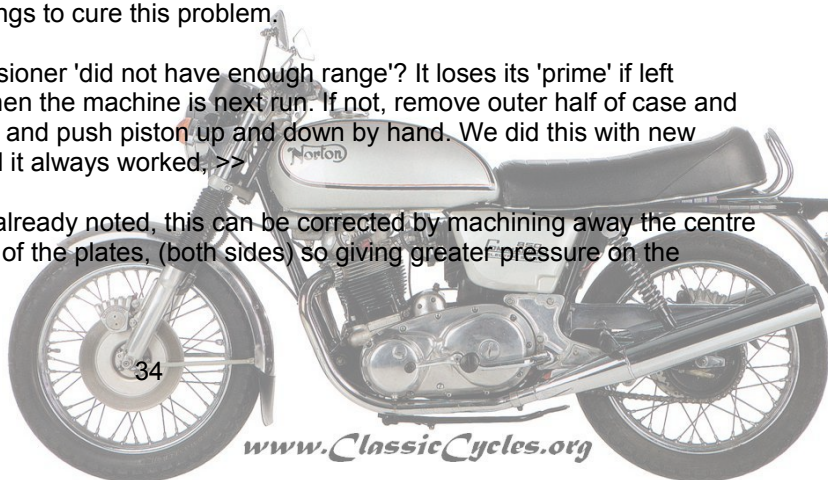 ngs to cure this problem.
sioner 'did not have enough range'? It loses its 'prime' if left
hen the machine is next run. If not, remove outer half of case and
and push piston up and down by hand. We did this with new
l it always worked, >>
Norton
already noted, this can be corrected by machining away the centre
of the plates, (both sides) so giving greater pressure on the
34
www.ClassicCycles.org